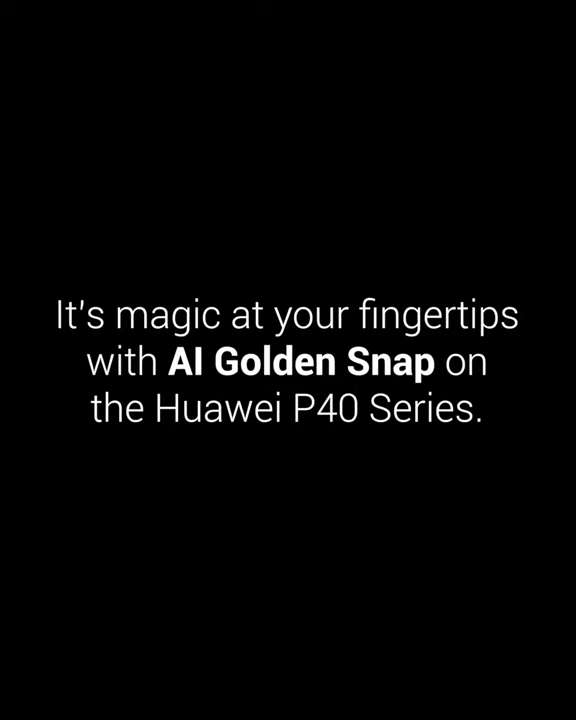 It's magic at your fingertips
with AI Golden Snap on
the Huawei P40 Series.